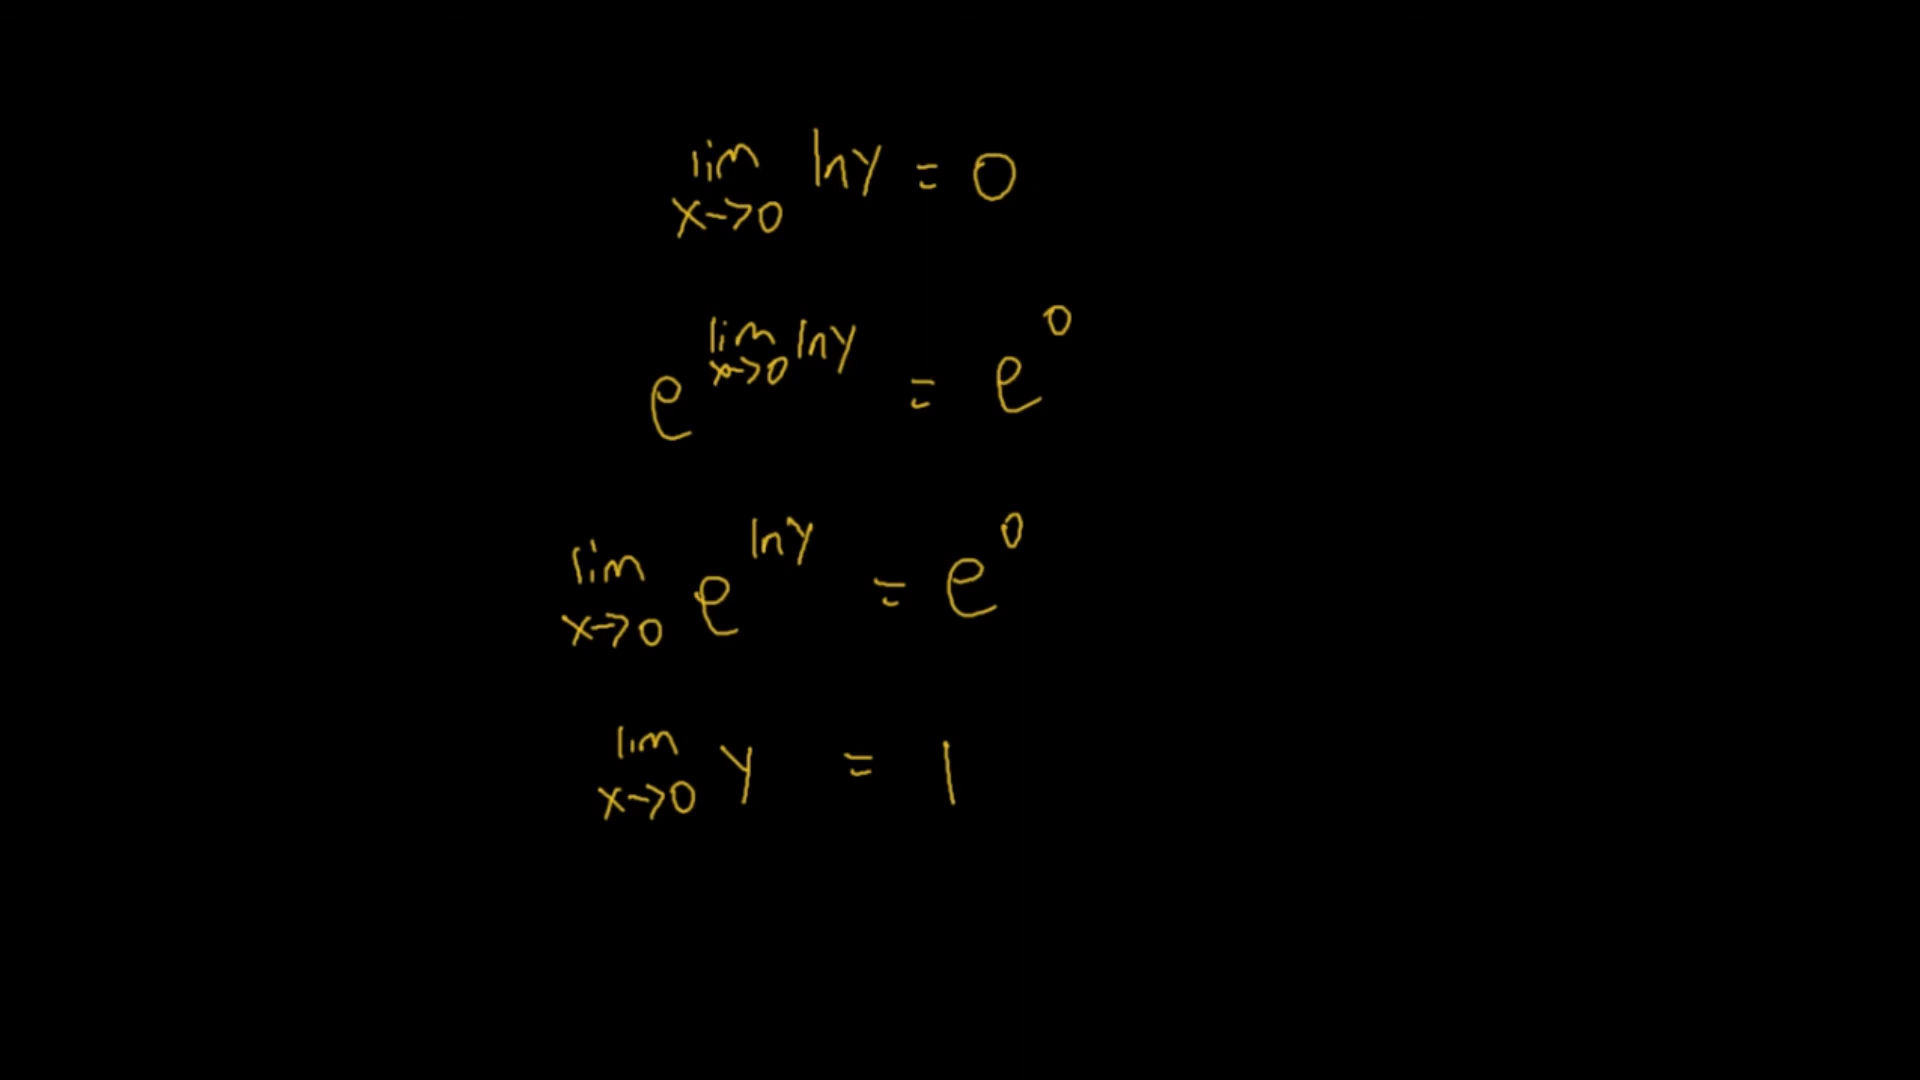 lim x->0 ln y = 0
e^(lim x->0 ln y) = e^0
lim x->0 e^(ln y) = e^0
lim x->0 y = 1